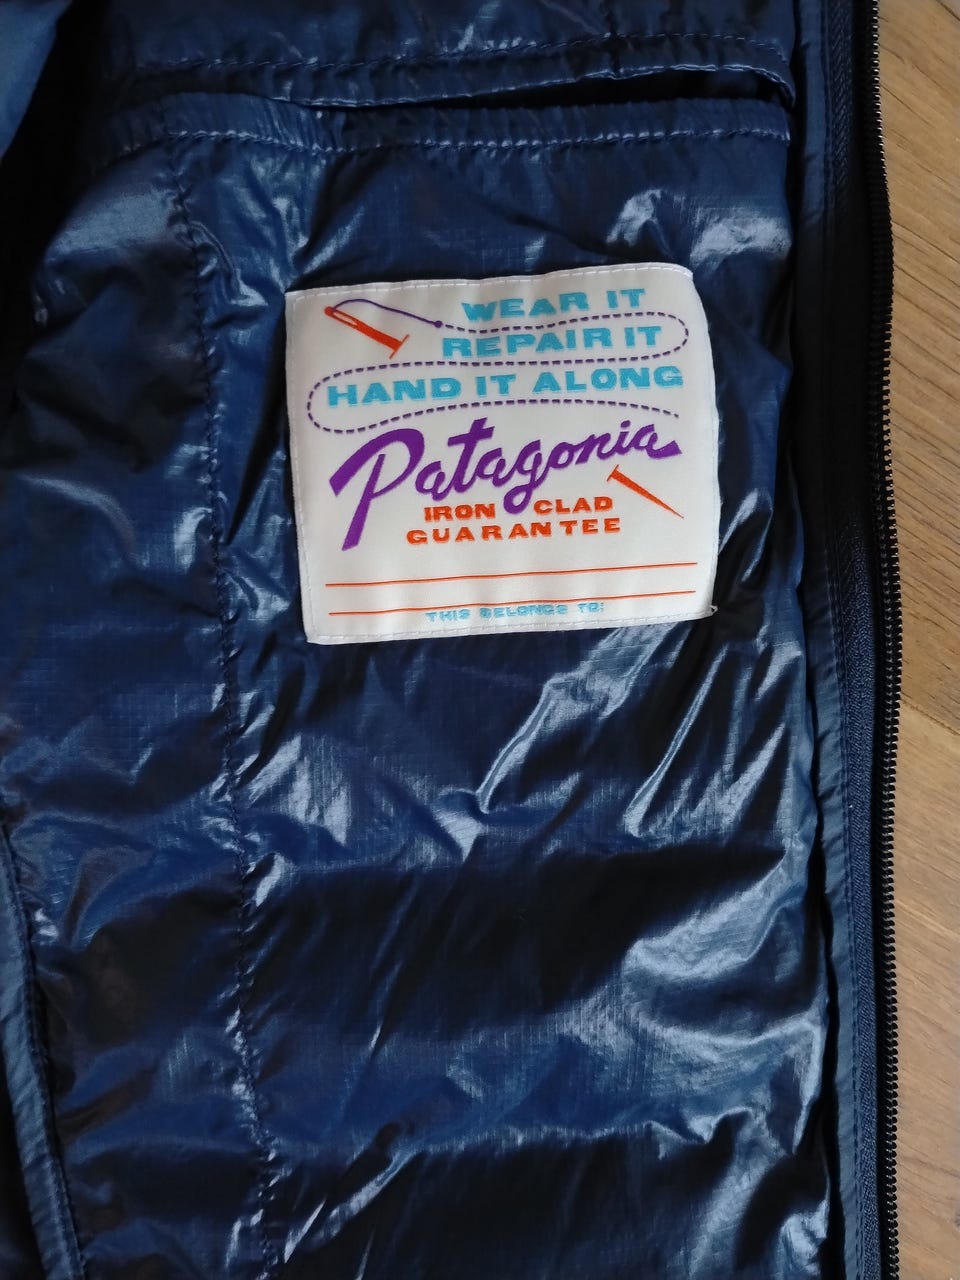 WEAR IT
REPAIR IT
HAND IT ALONG
Patagonia
IRON CLAD
GUARANTEE
THIS BELONGS TO: